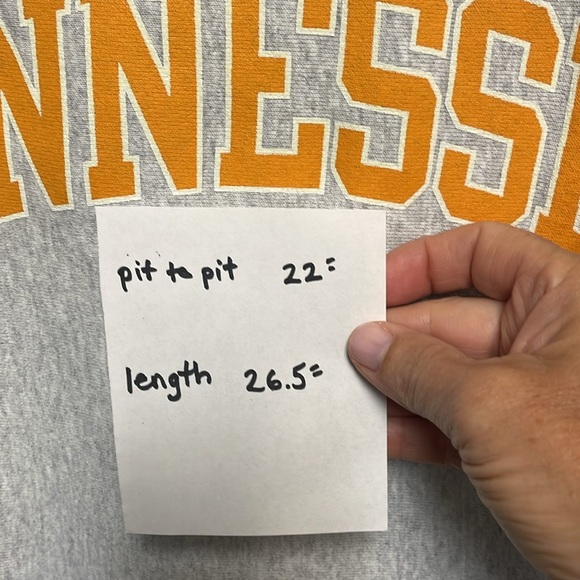 NNESS
pit to pit 22"
length 26.5"